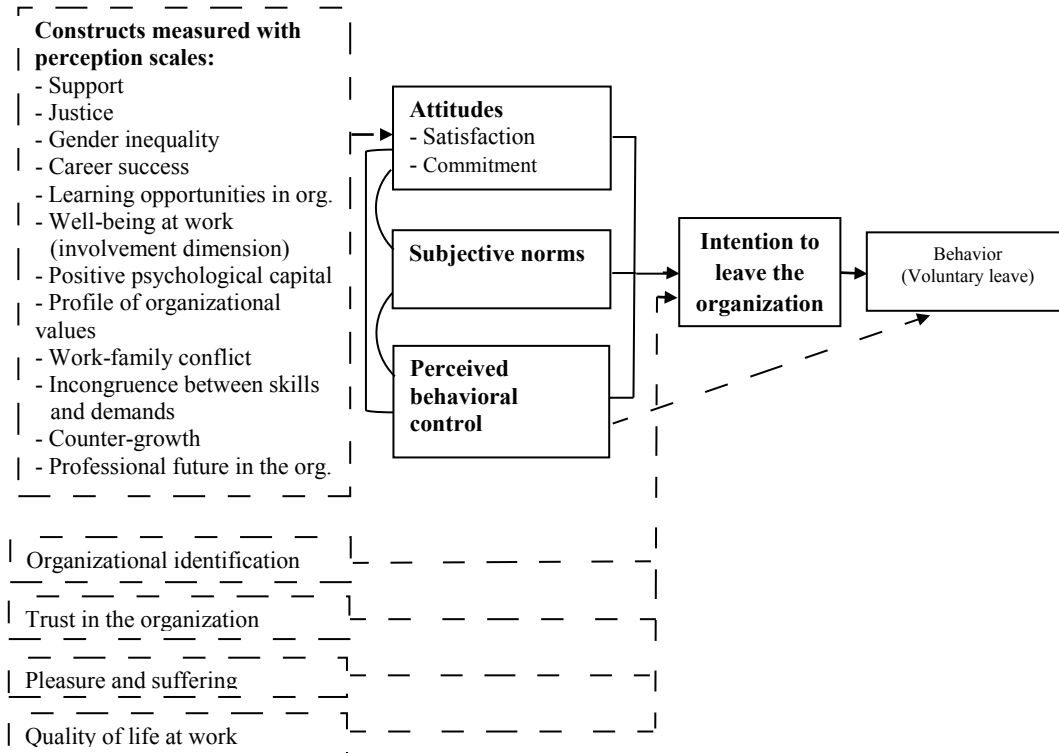 Constructs measured with
perception scales:
- Support
- Justice
- Gender inequality
- Career success
- Learning opportunities in org.
- Well-being at work
(involvement dimension)
- Positive psychological capital
- Profile of organizational
values
- Work-family conflict
- Incongruence between skills
and demands
- Counter-growth
- Professional future in the org.
Attitudes
- Satisfaction
- Commitment
Subjective norms
Perceived
behavioral
control
Intention to
leave the
organization
Behavior
(Voluntary leave)
Organizational identification
Trust in the organization
Pleasure and suffering
Quality of life at work